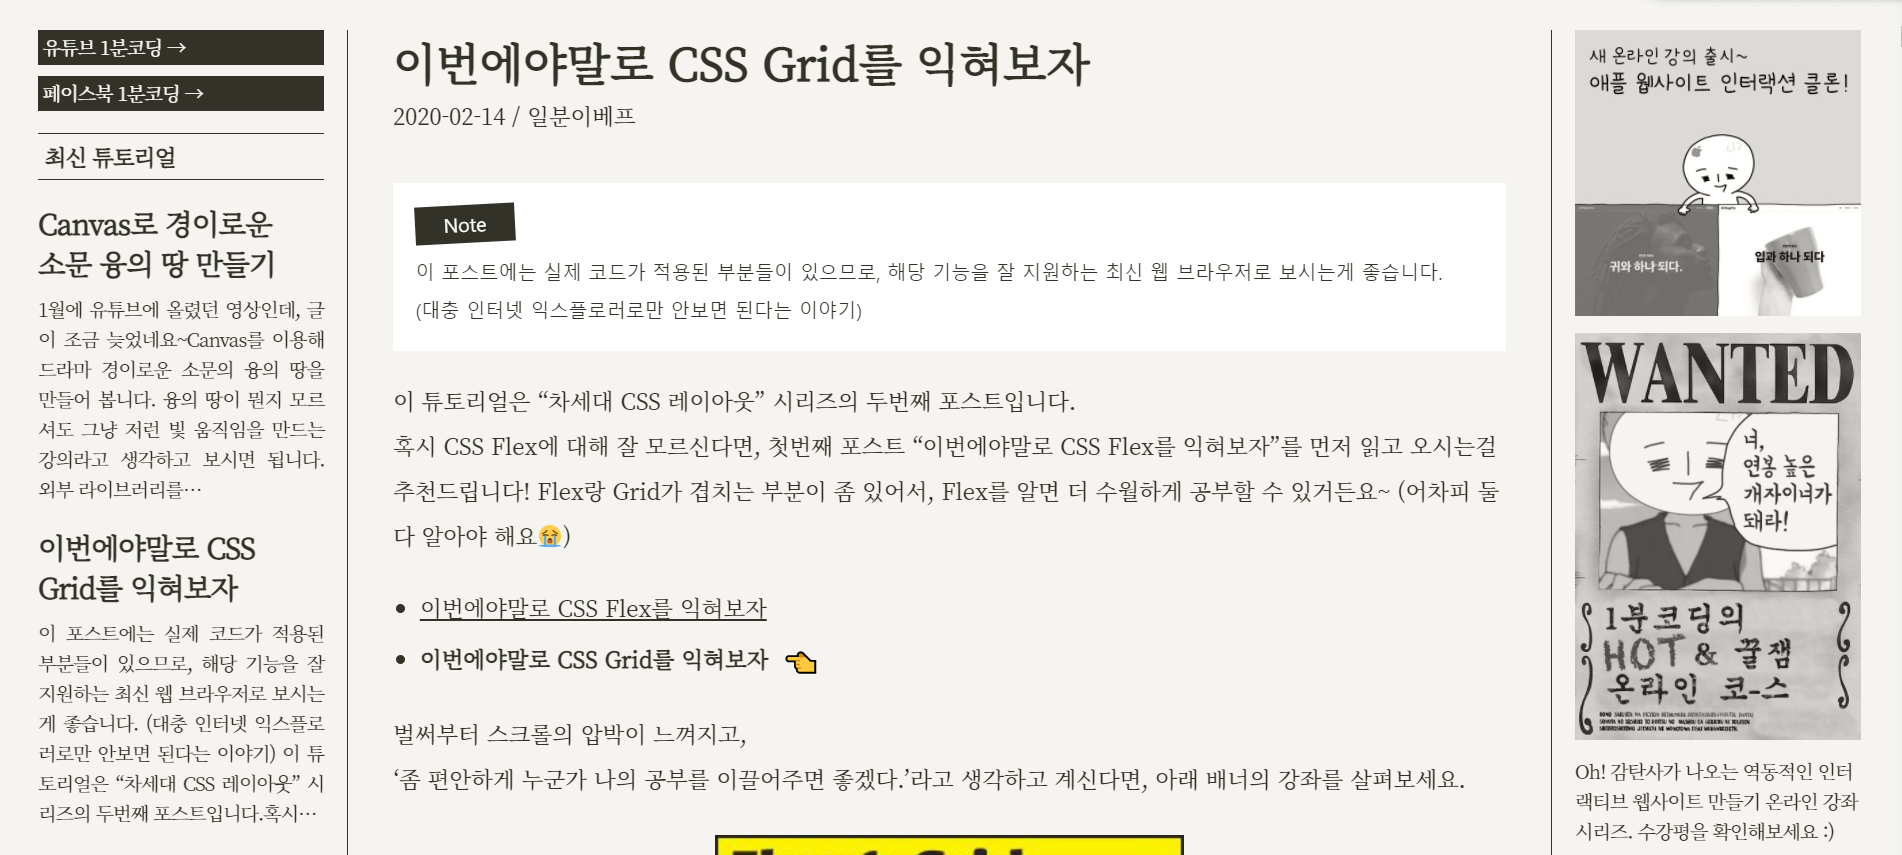 유튜브 1분코딩 →
페이스북 1분코딩 →
최신 튜토리얼
Canvas로 경이로운
소문 융의 땅 만들기
1월에 유튜브에 올렸던 영상인데, 글
이 조금 늦었네요~Canvas를 이용해
드라마 경이로운 소문의 융의 땅을
만들어 봅니다. 융의 땅이 뭔지 모르
셔도 그냥 저런 빛 움직임을 만드는
강의라고 생각하고 보시면 됩니다.
외부 라이브러리를…
이번에야말로 CSS
Grid를 익혀보자
이 포스트에는 실제 코드가 적용된
부분들이 있으므로, 해당 기능을 잘
지원하는 최신 웹 브라우저로 보시는
게 좋습니다. (대충 인터넷 익스플로
러로만 안보면 된다는 이야기) 이 튜
토리얼은 “차세대 CSS 레이아웃” 시
리즈의 두번째 포스트입니다.혹시…
이번에야말로 CSS Grid를 익혀보자
2020-02-14 / 일분이베프
Note
이 포스트에는 실제 코드가 적용된 부분들이 있으므로, 해당 기능을 잘 지원하는 최신 웹 브라우저로 보시는게 좋습니다.
(대충 인터넷 익스플로러로만 안보면 된다는 이야기)
이 튜토리얼은 “차세대 CSS 레이아웃” 시리즈의 두번째 포스트입니다.
혹시 CSS Flex에 대해 잘 모르신다면, 첫번째 포스트 “이번에야말로 CSS Flex를 익혀보자”를 먼저 읽고 오시는걸
추천드립니다! Flex랑 Grid가 겹치는 부분이 좀 있어서, Flex를 알면 더 수월하게 공부할 수 있거든요~ (어차피 둘
다 알아야 해요😭)
• 이번에야말로 CSS Flex를 익혀보자
• 이번에야말로 CSS Grid를 익혀보자 👈
벌써부터 스크롤의 압박이 느껴지고,
‘좀 편안하게 누군가 나의 공부를 이끌어주면 좋겠다.’라고 생각하고 계신다면, 아래 배너의 강좌를 살펴보세요.
새 온라인 강의 출시~
애플 웹사이트 인터랙션 클론!
귀와 하나 되다.
입과 하나 되다
WANTED
너,
연봉 높은
개자이너가
돼라!
1분코딩의
HOT & 꿀잼
온라인 코-스
Oh! 감탄사가 나오는 역동적인 인터
랙티브 웹사이트 만들기 온라인 강좌
시리즈. 수강평을 확인해보세요 :)